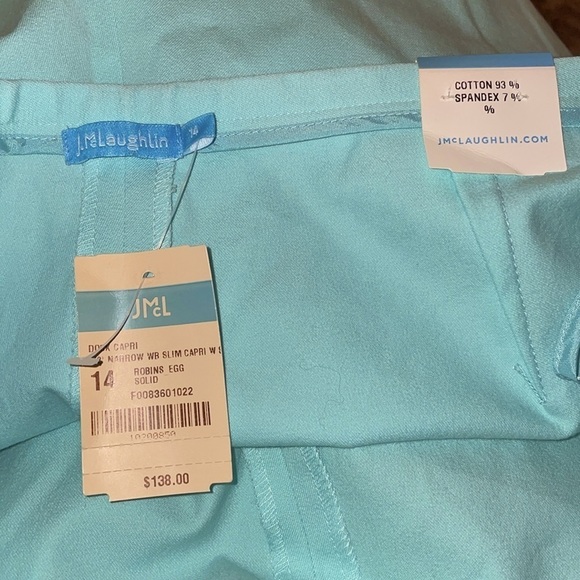 COTTON 93 %
SPANDEX 7 %
%
JMCLAUGHLIN.COM
J.McLaughlin
14
JMCL
CAPRI
NARROW WB SLIM CAPRI W
14
ROBINS EGG
SOLID
F0083601022
10200850
$138.00